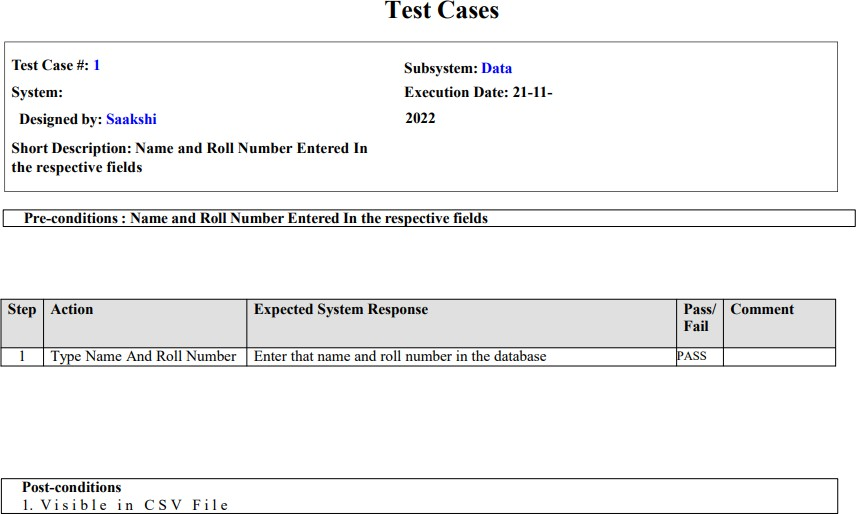 Test Cases
Test Case #: 1
Subsystem: Data
System:
Execution Date: 21-11-
2022
Designed by: Saakshi
Short Description: Name and Roll Number Entered In
the respective fields
Pre-conditions : Name and Roll Number Entered In the respective fields
Step Action Expected System Response Pass/ Comment
Fail
1 Type Name And Roll Number Enter that name and roll number in the database PASS
Post-conditions
1. Visible in CSV File